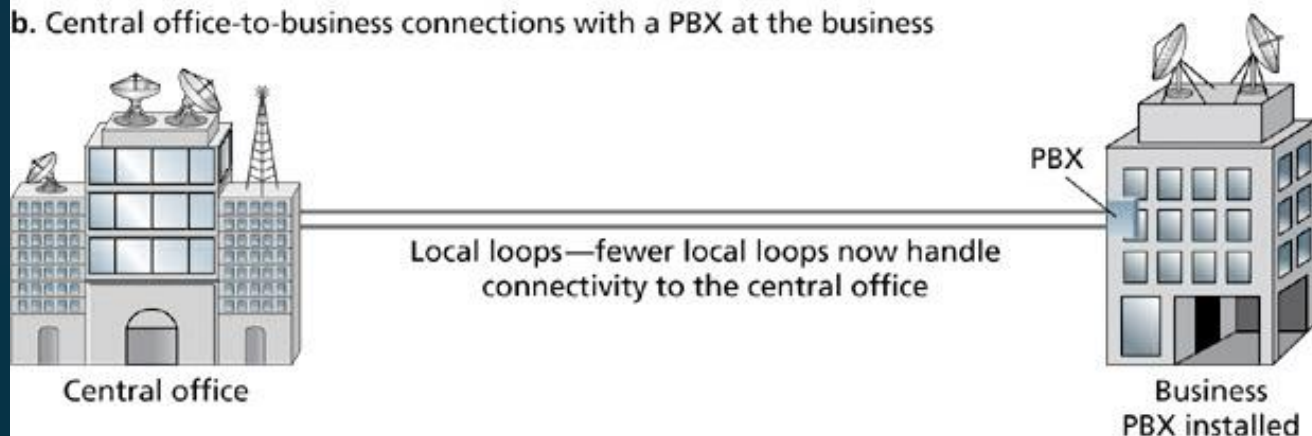 b. Central office-to-business connections with a PBX at the business
PBX
Local loops—fewer local loops now handle
connectivity to the central office
Central office
Business
PBX installed